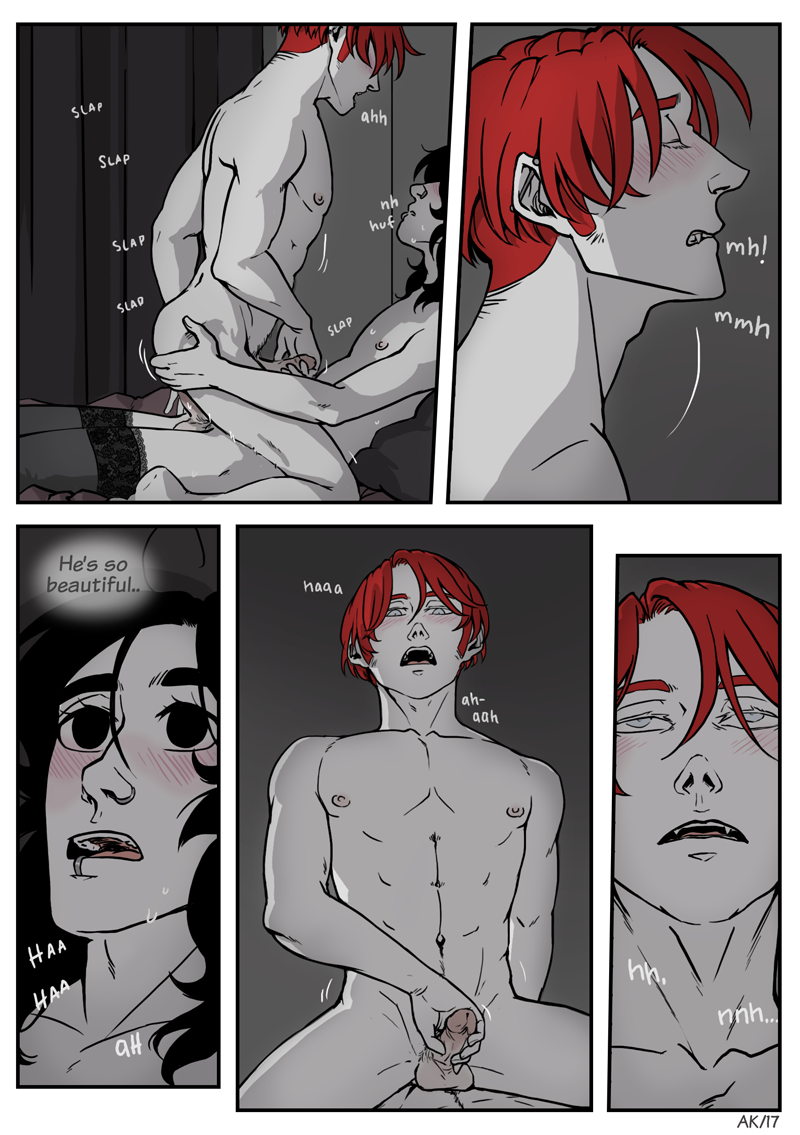 SLAP
SLAP
SLAP
SLAP
SLAP
ahh
nh
huf
mh!
mmh
He's so
beautiful..
HAA
HAA
aH
haaa
ah-
aah
hh.
nnh...
AK/17